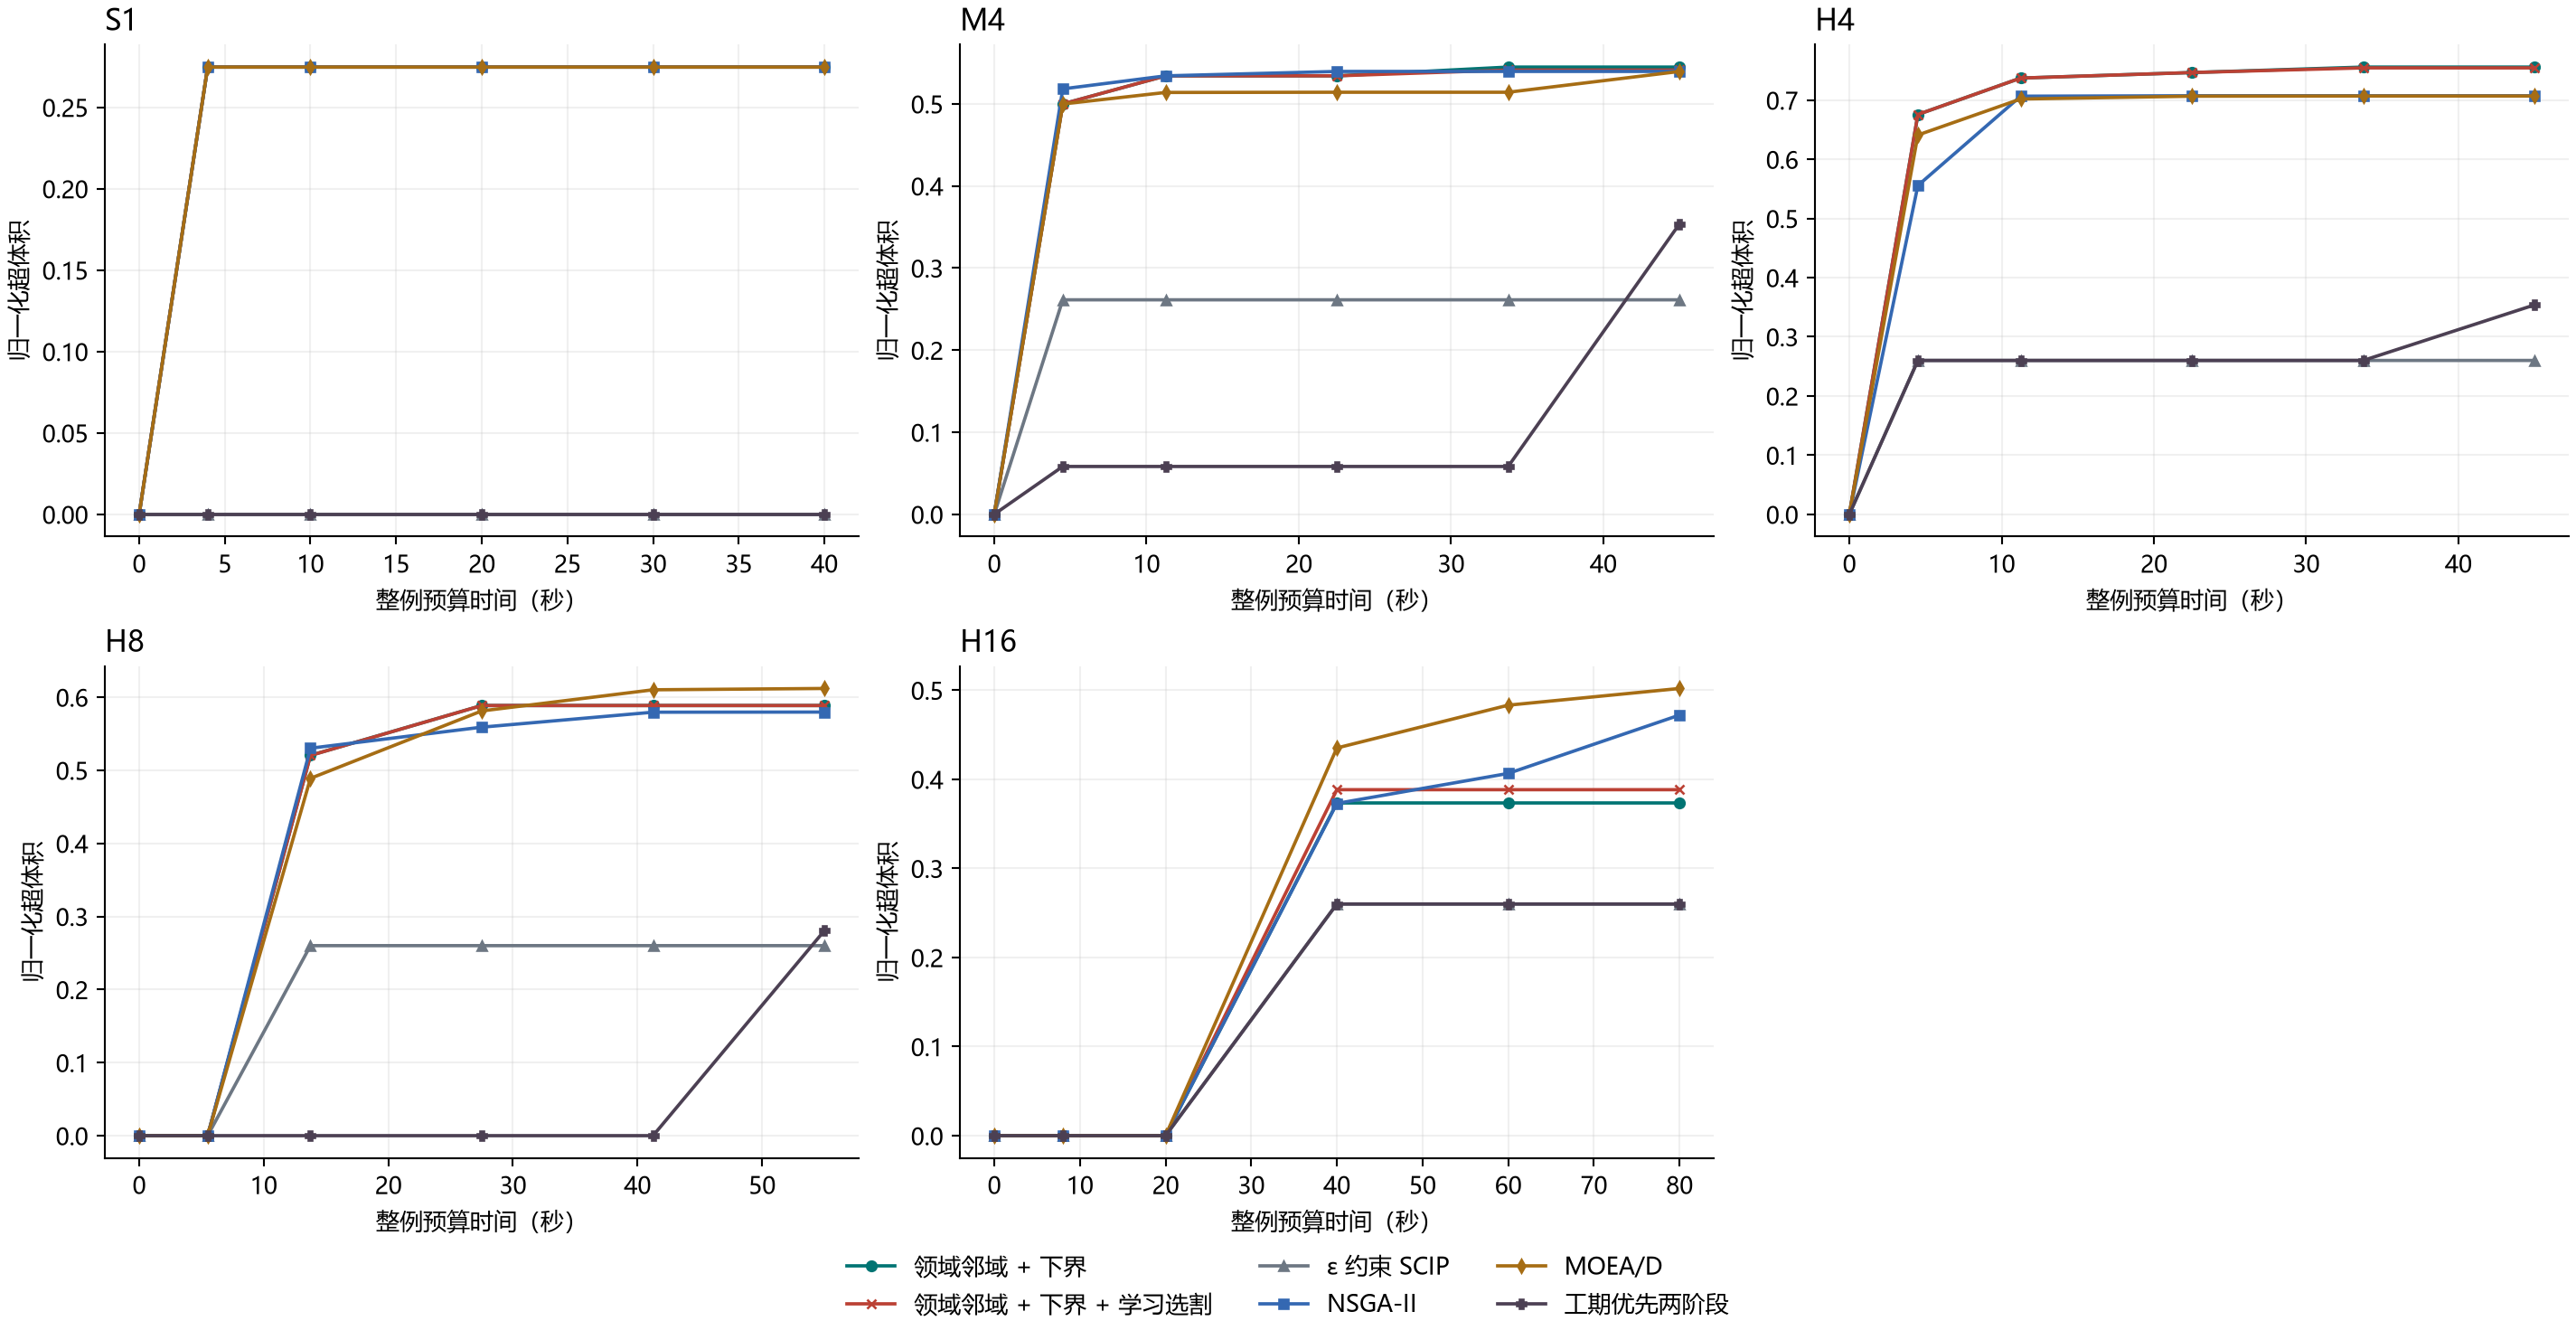 S1
归一化超体积
0.25
0.20
0.15
0.10
0.05
0.00
0 5 10 15 20 25 30 35 40
整例预算时间（秒）
M4
归一化超体积
0.5
0.4
0.3
0.2
0.1
0.0
0 10 20 30 40
整例预算时间（秒）
H4
归一化超体积
0.7
0.6
0.5
0.4
0.3
0.2
0.1
0.0
0 10 20 30 40
整例预算时间（秒）
H8
归一化超体积
0.6
0.5
0.4
0.3
0.2
0.1
0.0
0 10 20 30 40 50
整例预算时间（秒）
H16
归一化超体积
0.5
0.4
0.3
0.2
0.1
0.0
0 10 20 30 40 50 60 70 80
整例预算时间（秒）
领域邻域 + 下界
领域邻域 + 下界 + 学习选割
ε 约束 SCIP
NSGA-II
MOEA/D
工期优先两阶段